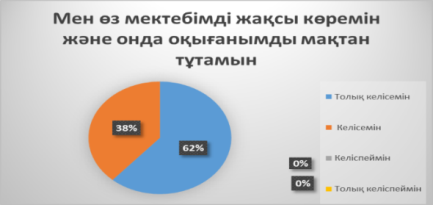 Мен өз мектебімді жақсы көремін
және онда оқығанымды мақтан
тұтамын
38%
62%
0%
0%
Толық келісемін
Келісемін
Келіспеймін
Толық келіспеймін